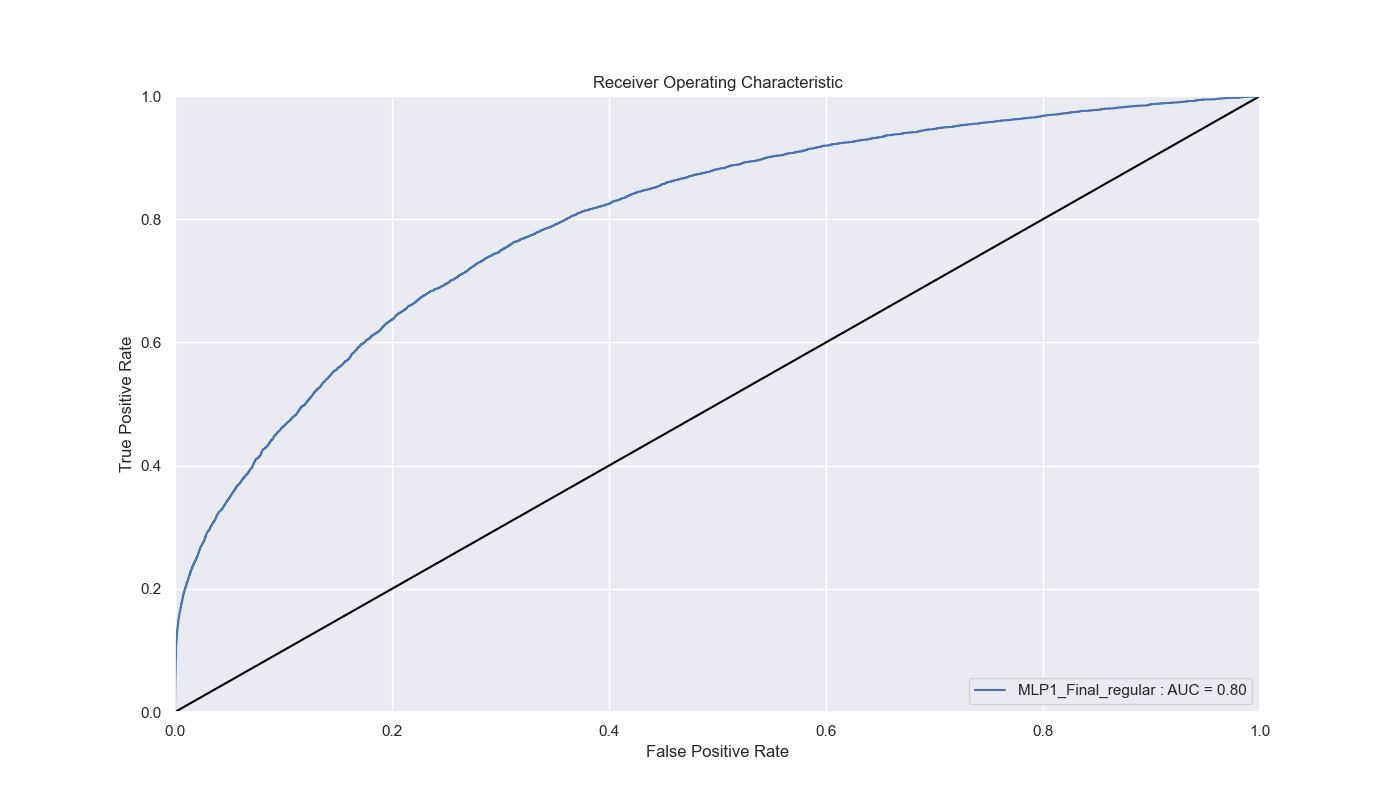 Receiver Operating Characteristic
1.0
0.8
0.6
0.4
0.2
0.0
True Positive Rate
MLP1_Final_regular : AUC = 0.80
0.0 0.2 0.4 0.6 0.8 1.0
False Positive Rate